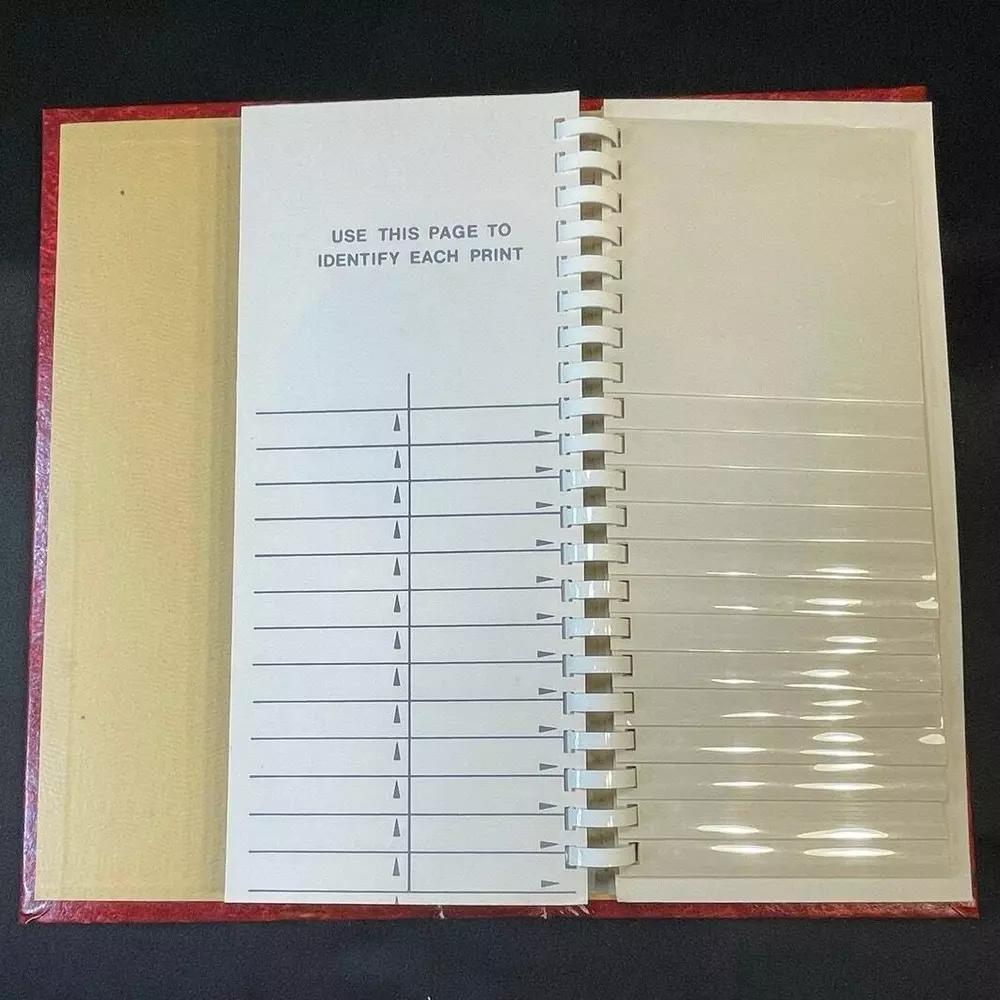 USE THIS PAGE TO
IDENTIFY EACH PRINT